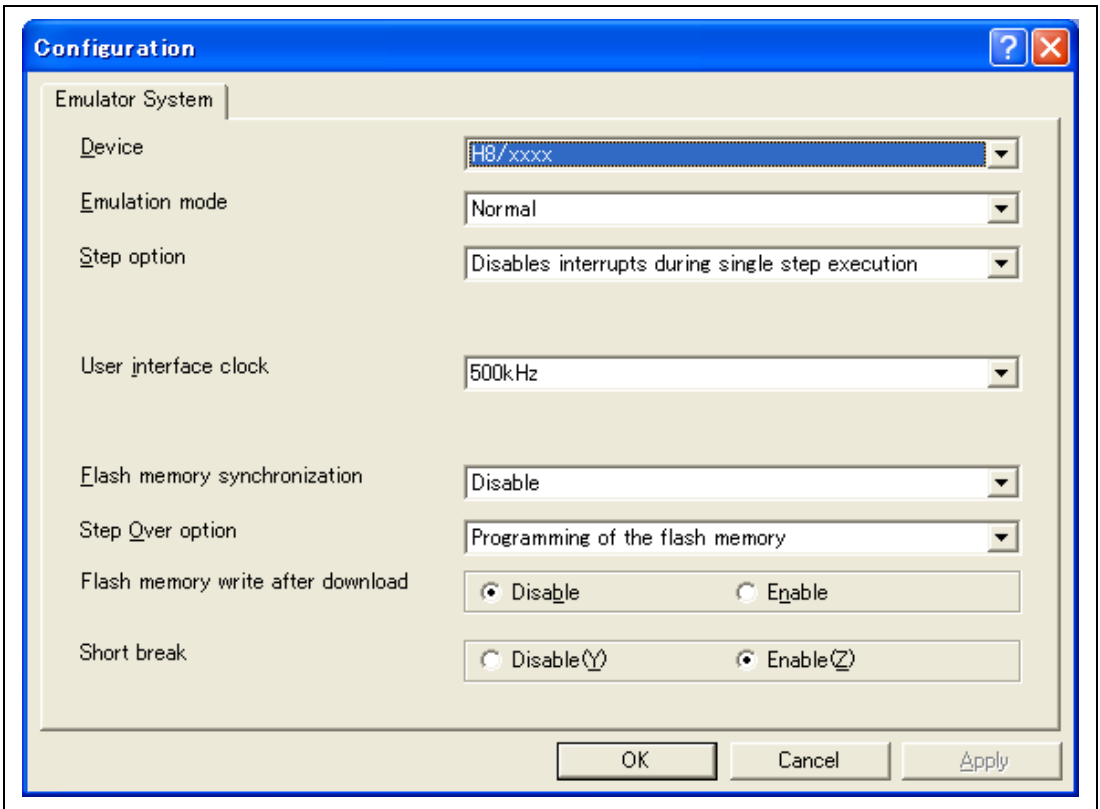 Configuration
Emulator System
Device H8/xxxx
Emulation mode Normal
Step option Disables interrupts during single step execution
User interface clock 500kHz
Flash memory synchronization Disable
Step Over option Programming of the flash memory
Flash memory write after download Disable Enable
Short break Disable(Y) Enable(Z)
OK Cancel Apply